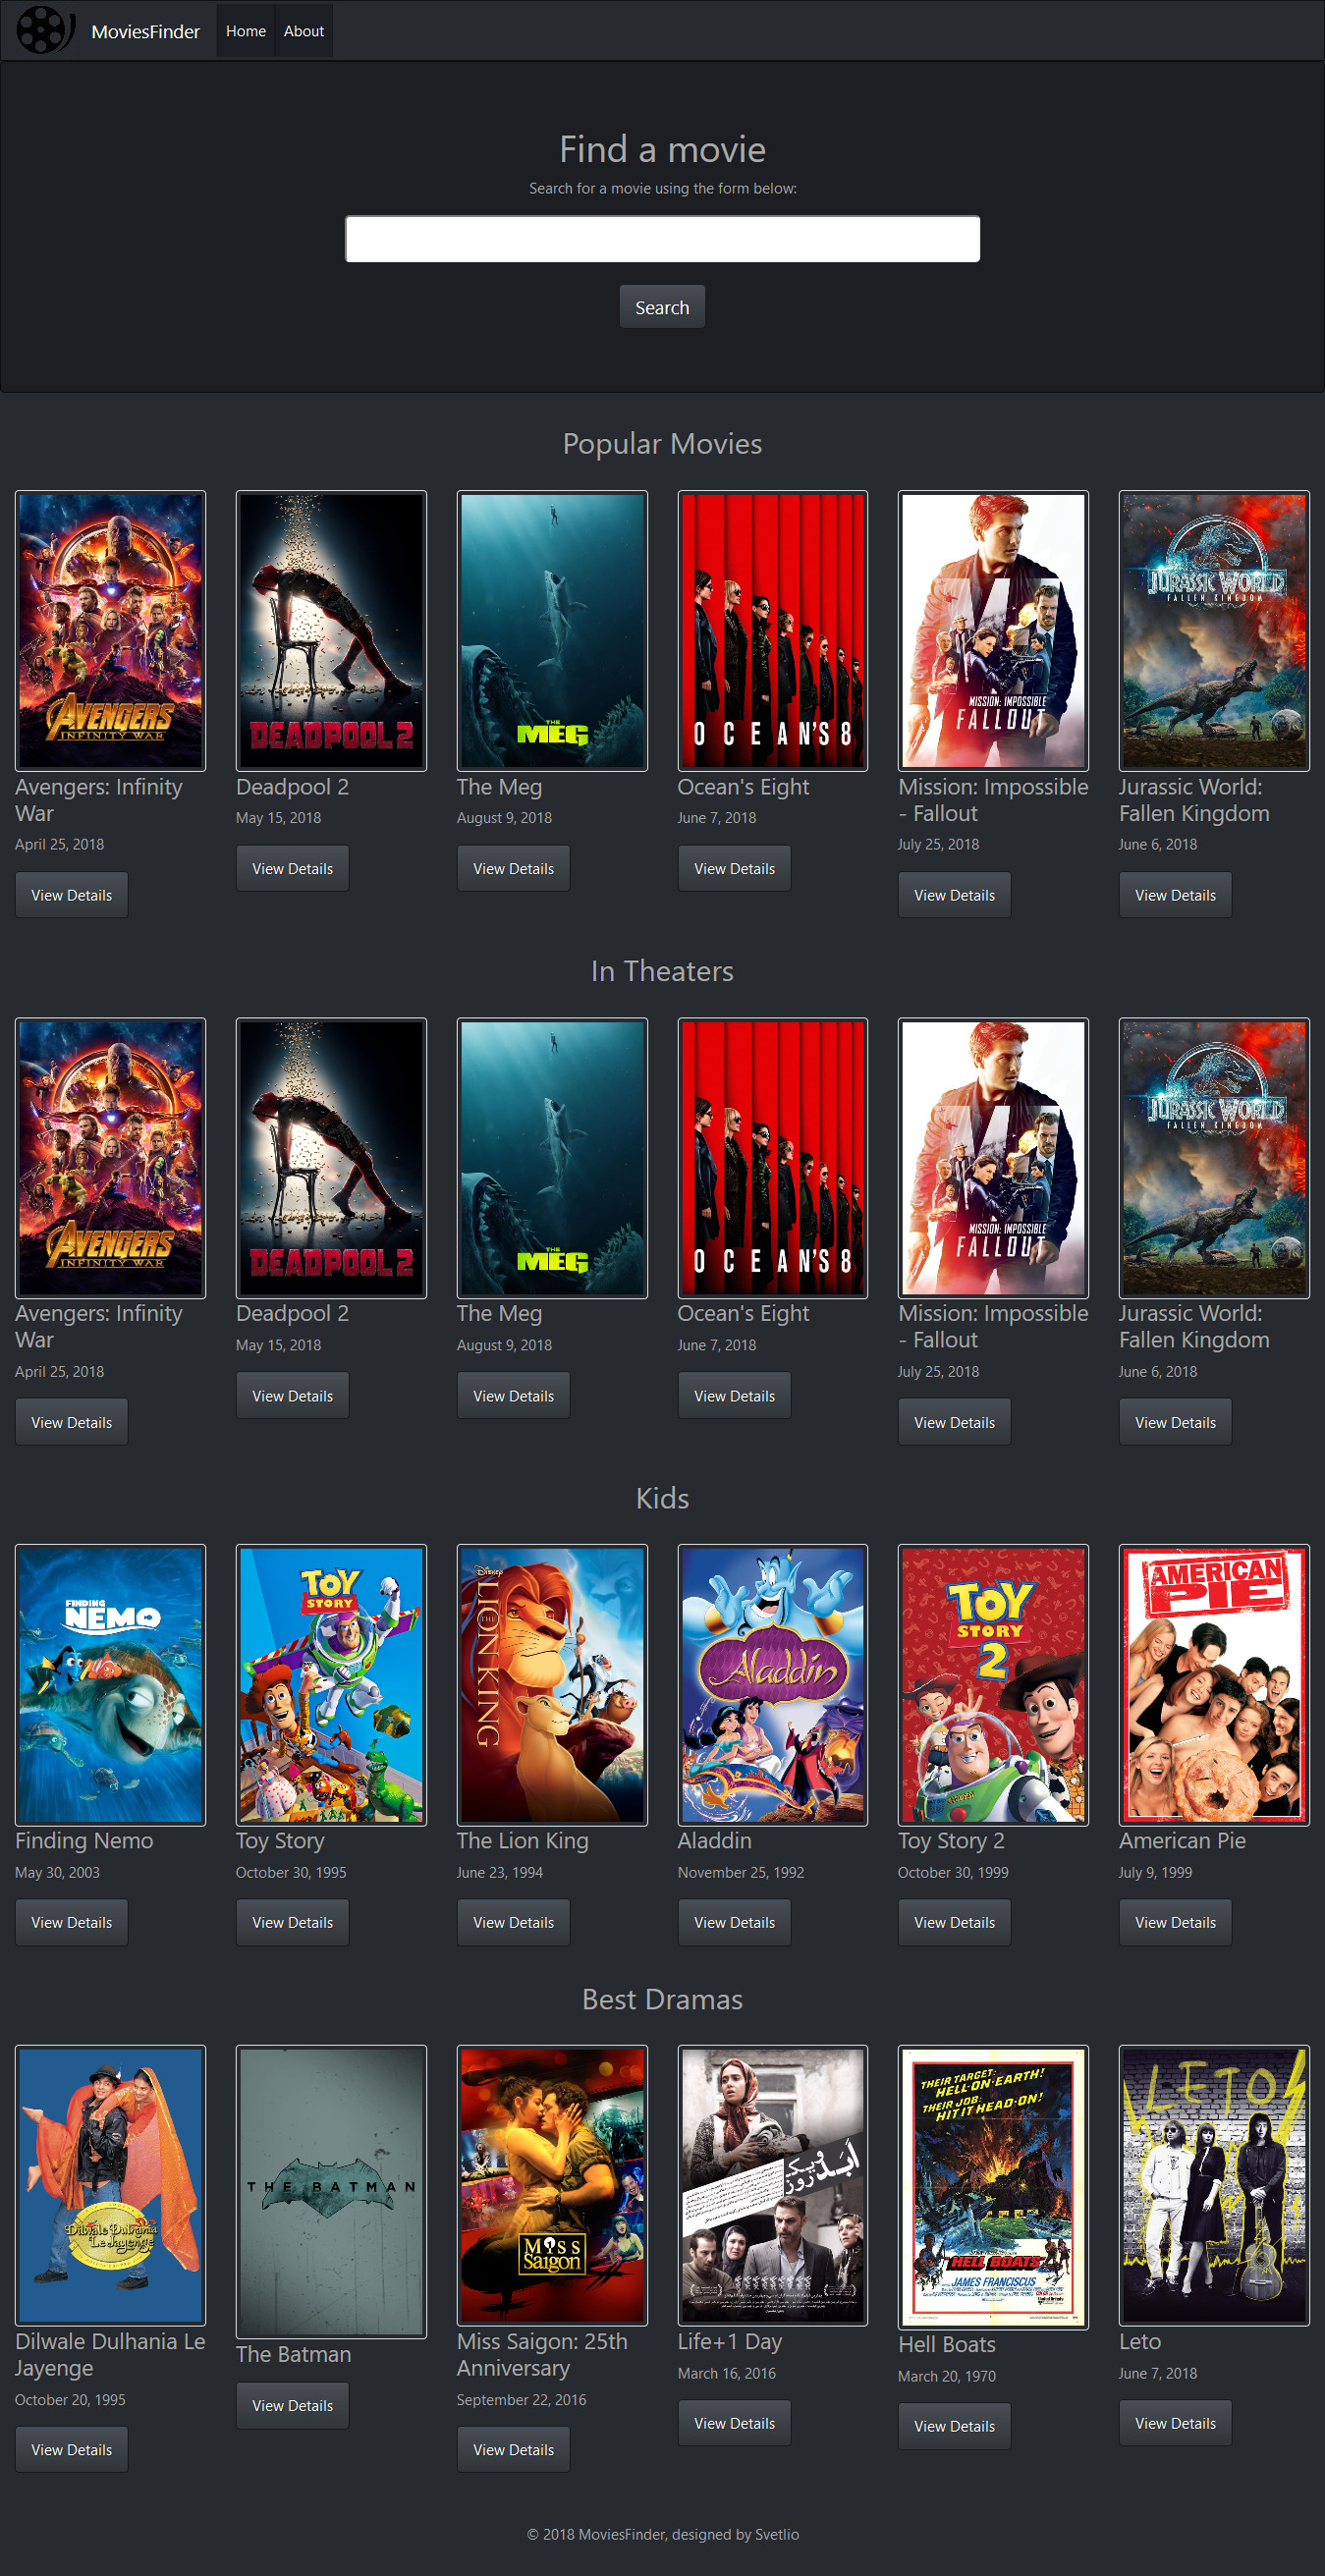 MoviesFinder
Home
About
Find a movie
Search for a movie using the form below:
Search
Popular Movies
AVENGERS
INFINITY WAR
DEADPOOL 2
THE
MEG
OCEAN'S 8
MISSION: IMPOSSIBLE
FALLOUT
JURASSIC WORLD
FALLEN KINGDOM
Avengers: Infinity
War
April 25, 2018
View Details
Deadpool 2
May 15, 2018
View Details
The Meg
August 9, 2018
View Details
Ocean's Eight
June 7, 2018
View Details
Mission: Impossible
- Fallout
July 25, 2018
View Details
Jurassic World:
Fallen Kingdom
June 6, 2018
View Details
In Theaters
AVENGERS
INFINITY WAR
DEADPOOL 2
THE
MEG
OCEAN'S 8
MISSION: IMPOSSIBLE
FALLOUT
JURASSIC WORLD
FALLEN KINGDOM
Avengers: Infinity
War
April 25, 2018
View Details
Deadpool 2
May 15, 2018
View Details
The Meg
August 9, 2018
View Details
Ocean's Eight
June 7, 2018
View Details
Mission: Impossible
- Fallout
July 25, 2018
View Details
Jurassic World:
Fallen Kingdom
June 6, 2018
View Details
Kids
FINDING
NEMO
TOY
STORY
Disney
THE LION KING
Aladdin
TOY
STORY
2
AMERICAN
PIE
Finding Nemo
May 30, 2003
View Details
Toy Story
October 30, 1995
View Details
The Lion King
June 23, 1994
View Details
Aladdin
November 25, 1992
View Details
Toy Story 2
October 30, 1999
View Details
American Pie
July 9, 1999
View Details
Best Dramas
Dilwale Dulhania
Le Jayenge
THE BATMAN
MISS
SAIGON
ابد و یک روز
THEIR TARGET:
HELL-ON-EARTH!
THEIR JOB:
HIT IT HEAD-ON!
HELL BOATS
JAMES FRANCISCUS
LETO
Dilwale Dulhania Le
Jayenge
October 20, 1995
View Details
The Batman
View Details
Miss Saigon: 25th
Anniversary
September 22, 2016
View Details
Life+1 Day
March 16, 2016
View Details
Hell Boats
March 20, 1970
View Details
Leto
June 7, 2018
View Details
© 2018 MoviesFinder, designed by Svetlio